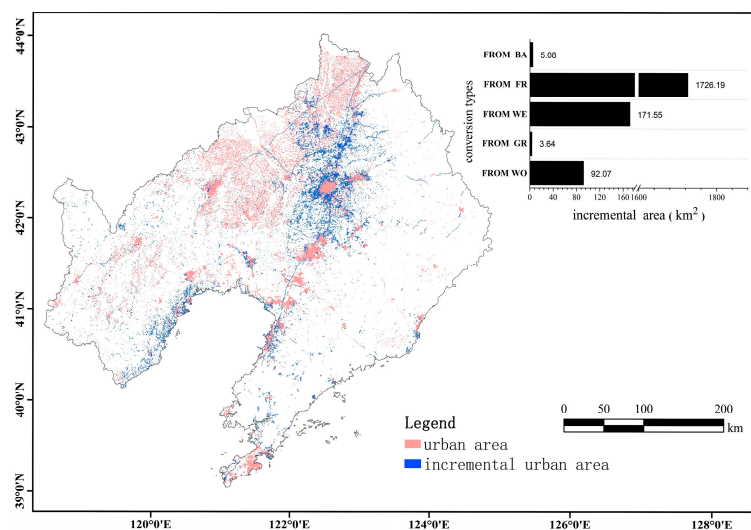 44°0'N
43°0'N
42°0'N
41°0'N
40°0'N
39°0'N
120°0'E
122°0'E
124°0'E
126°0'E
128°0'E
conversion types
FROM BA
5.06
FROM FR
1726.19
FROM WE
171.55
FROM GR
3.64
FROM WO
92.07
0 40 80 120 160 1600 1800
incremental area ( km2 )
Legend
urban area
incremental urban area
0 50 100 200
km